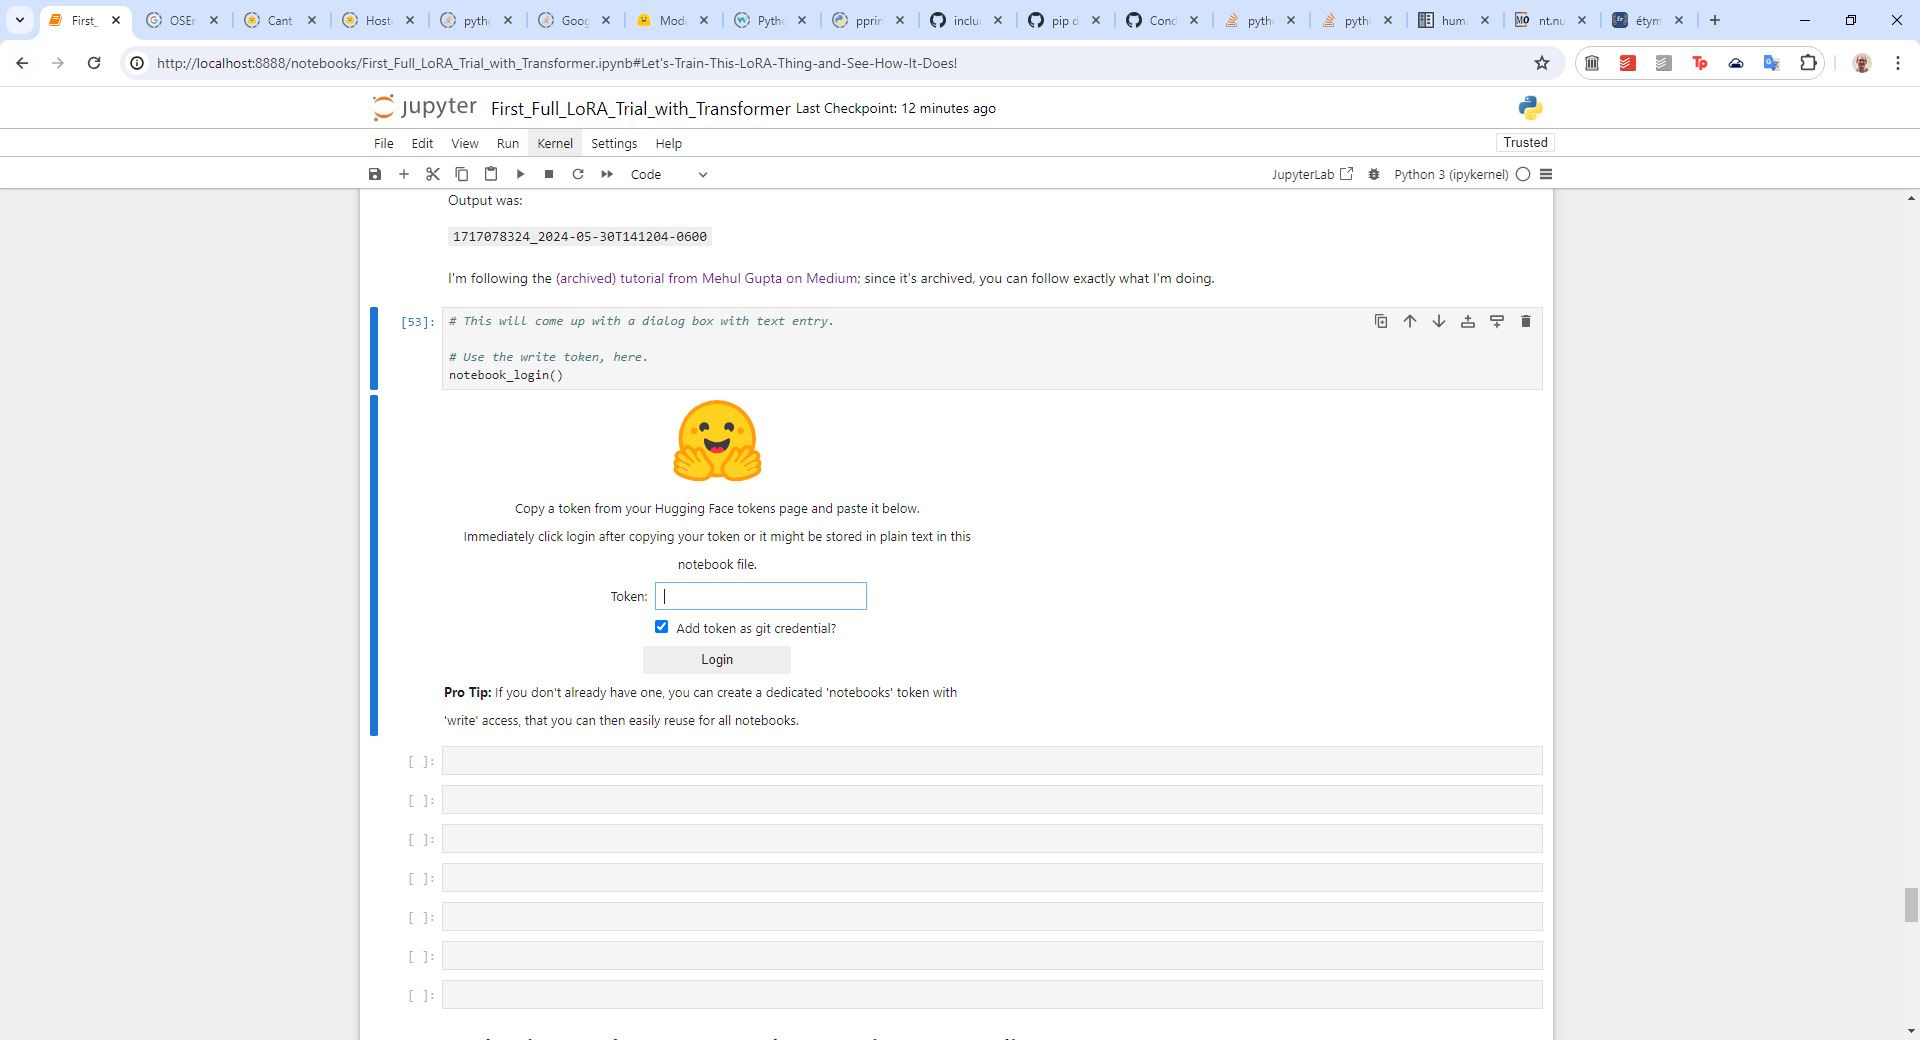 First_
OSEr
Cant
Host
pyth
Goog
Mode
Pytho
pprin
inclu
pip d
Cond
pyth
pyth
hum
MO nt.nu
fr étym
http://localhost:8888/notebooks/First_Full_LoRA_Trial_with_Transformer.ipynb#Let's-Train-This-LoRA-Thing-and-See-How-It-Does!
Tp
jupyter First_Full_LoRA_Trial_with_Transformer Last Checkpoint: 12 minutes ago
File Edit View Run Kernel Settings Help Trusted
Code JupyterLab Python 3 (ipykernel)
Output was:
1717078324_2024-05-30T141204-0600
I'm following the (archived) tutorial from Mehul Gupta on Medium; since it's archived, you can follow exactly what I'm doing.
[53]: # This will come up with a dialog box with text entry.
# Use the write token, here.
notebook_login()
Copy a token from your Hugging Face tokens page and paste it below.
Immediately click login after copying your token or it might be stored in plain text in this
notebook file.
Token:
Add token as git credential?
Login
Pro Tip: If you don't already have one, you can create a dedicated 'notebooks' token with
'write' access, that you can then easily reuse for all notebooks.
[ ]:
[ ]:
[ ]:
[ ]:
[ ]:
[ ]:
[ ]: